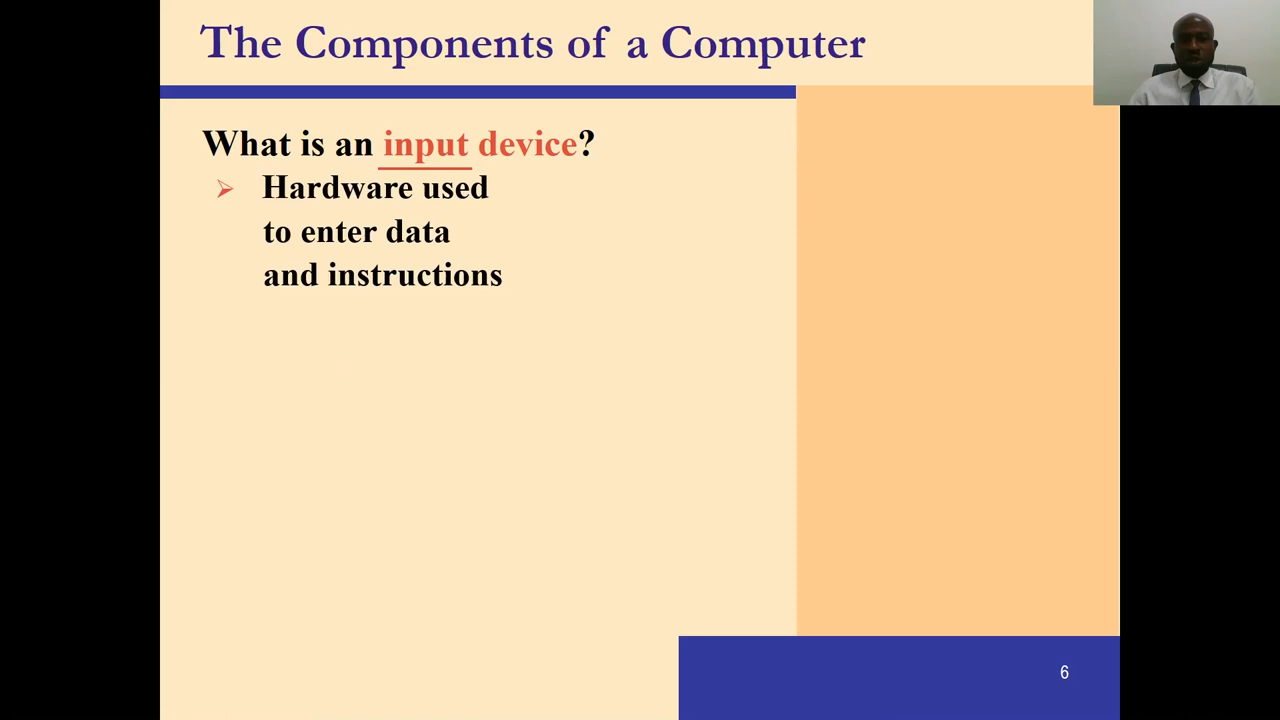 The Components of a Computer
What is an input device?
Hardware used
to enter data
and instructions
6